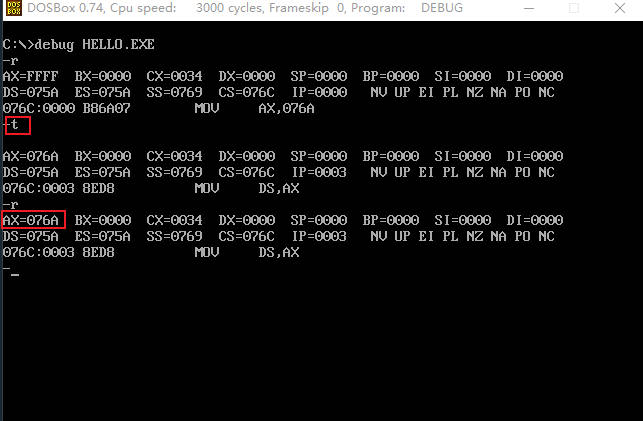 DOSBox 0.74, Cpu speed: 3000 cycles, Frameskip 0, Program: DEBUG
C:\>debug HELLO.EXE
-r
AX=FFFF BX=0000 CX=0034 DX=0000 SP=0000 BP=0000 SI=0000 DI=0000
DS=075A ES=075A SS=0769 CS=076C IP=0000 NV UP EI PL NZ NA PO NC
076C:0000 B86A07 MOV AX,076A
-t
AX=076A BX=0000 CX=0034 DX=0000 SP=0000 BP=0000 SI=0000 DI=0000
DS=075A ES=075A SS=0769 CS=076C IP=0003 NV UP EI PL NZ NA PO NC
076C:0003 8ED8 MOV DS,AX
-r
AX=076A BX=0000 CX=0034 DX=0000 SP=0000 BP=0000 SI=0000 DI=0000
DS=075A ES=075A SS=0769 CS=076C IP=0003 NV UP EI PL NZ NA PO NC
076C:0003 8ED8 MOV DS,AX
-_